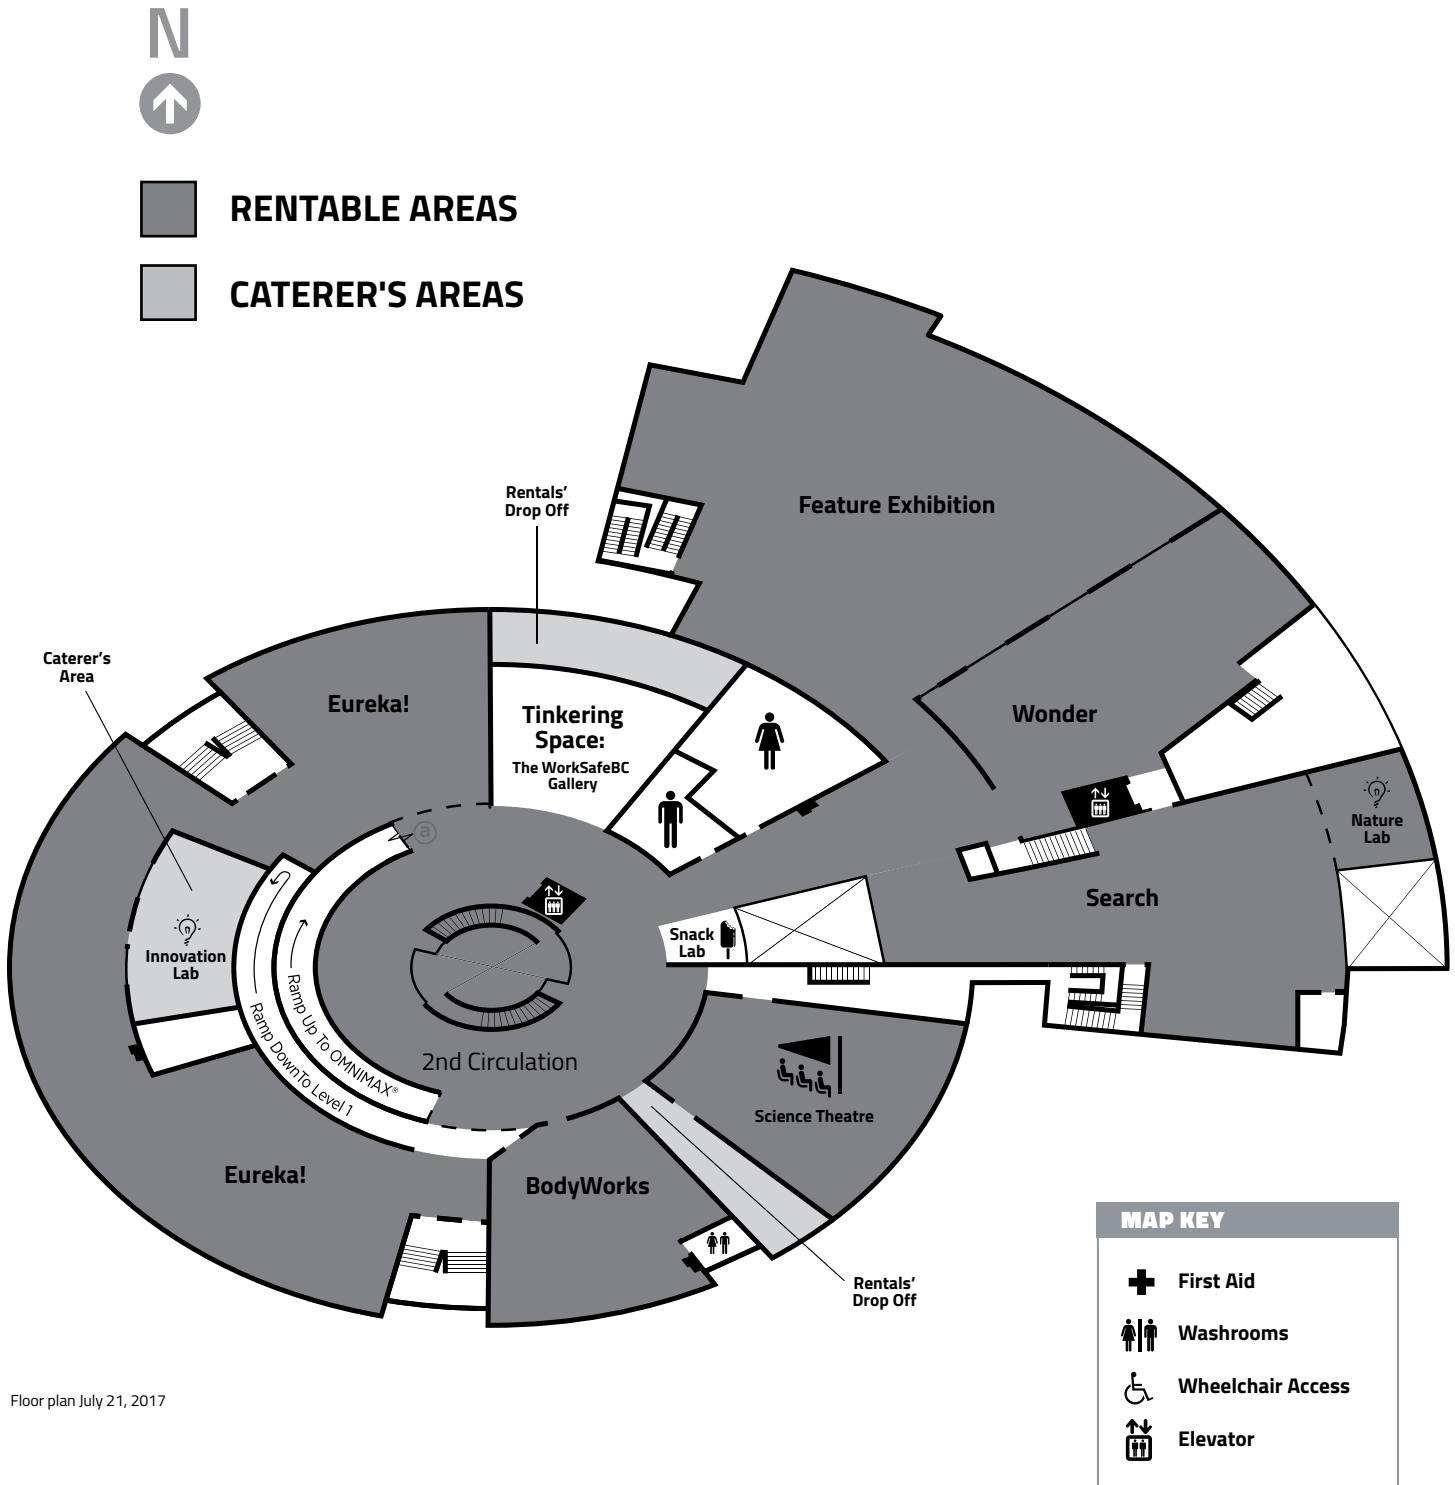 N
RENTABLE AREAS
CATERER'S AREAS
Rentals'
Drop Off
Feature Exhibition
Caterer's
Area
Eureka!
Tinkering
Space:
The WorkSafeBC
Gallery
Wonder
a
Nature
Lab
Search
Snack
Lab
Innovation
Lab
Ramp Up To OMNIMAX®
Ramp DownTo Level 1
2nd Circulation
Science Theatre
Eureka!
BodyWorks
Rentals'
Drop Off
MAP KEY
First Aid
Washrooms
Wheelchair Access
Elevator
Floor plan July 21, 2017